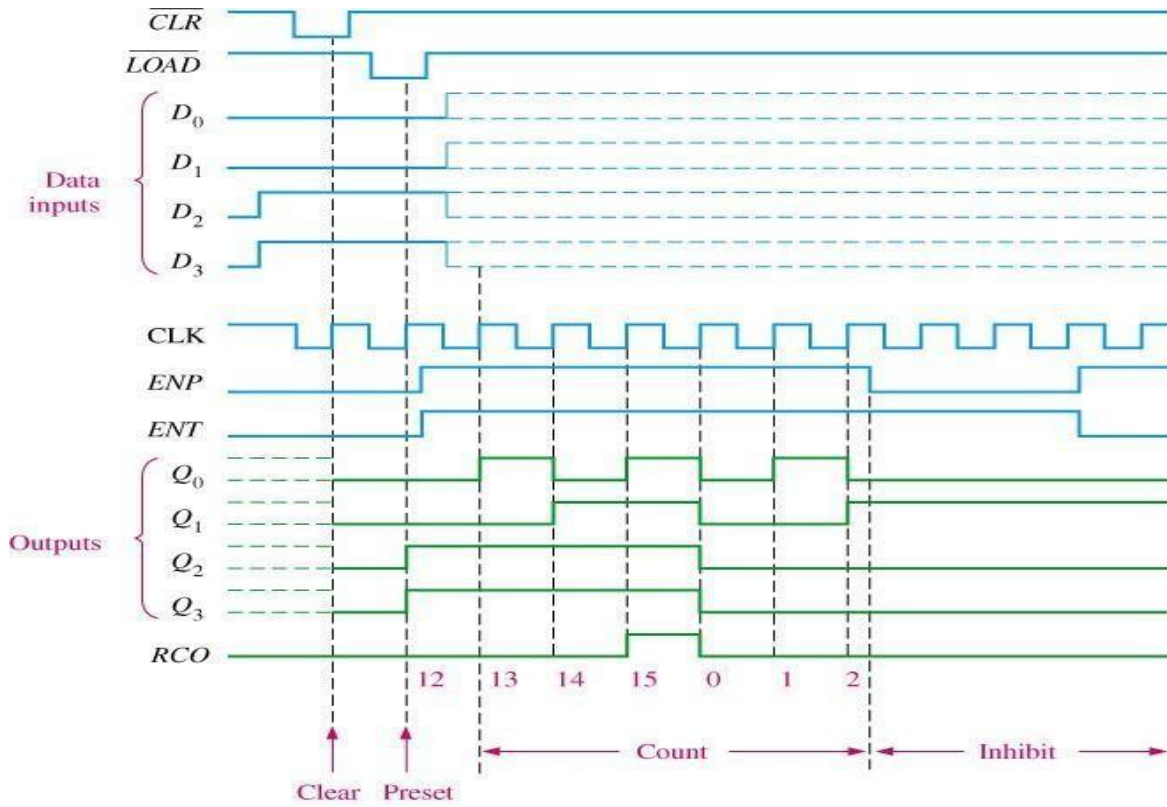 CLR
LOAD
D0
D1
Data
inputs
D2
D3
CLK
ENP
ENT
Q0
Q1
Outputs
Q2
Q3
RCO
12 13 14 15 0 1 2
Count Inhibit
Clear Preset